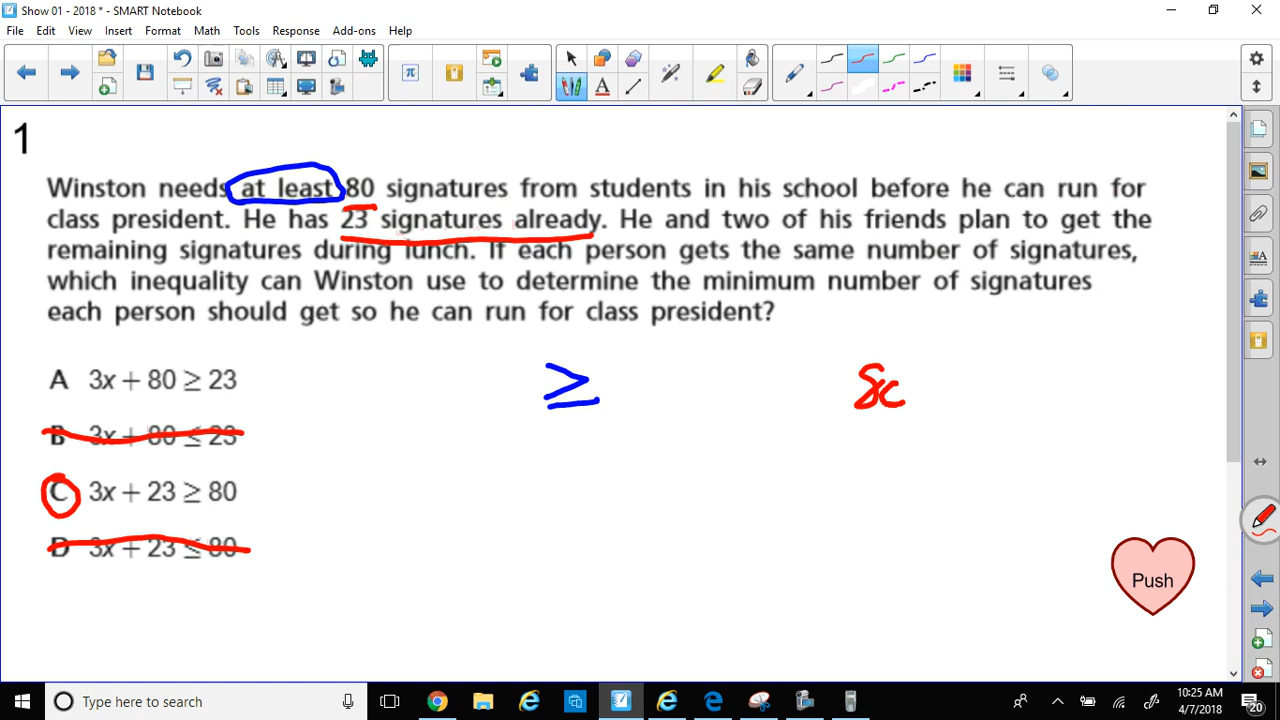 Show 01 - 2018 * - SMART Notebook
File Edit View Insert Format Math Tools Response Add-ons Help
1
Winston needs at least 80 signatures from students in his school before he can run for
class president. He has 23 signatures already. He and two of his friends plan to get the
remaining signatures during lunch. If each person gets the same number of signatures,
which inequality can Winston use to determine the minimum number of signatures
each person should get so he can run for class president?
A 3x + 80 ≥ 23
≥
B 3x + 80 ≤ 23
C 3x + 23 ≥ 80
D 3x + 23 ≤ 80
Push
Type here to search
10:25 AM
4/7/2018
20